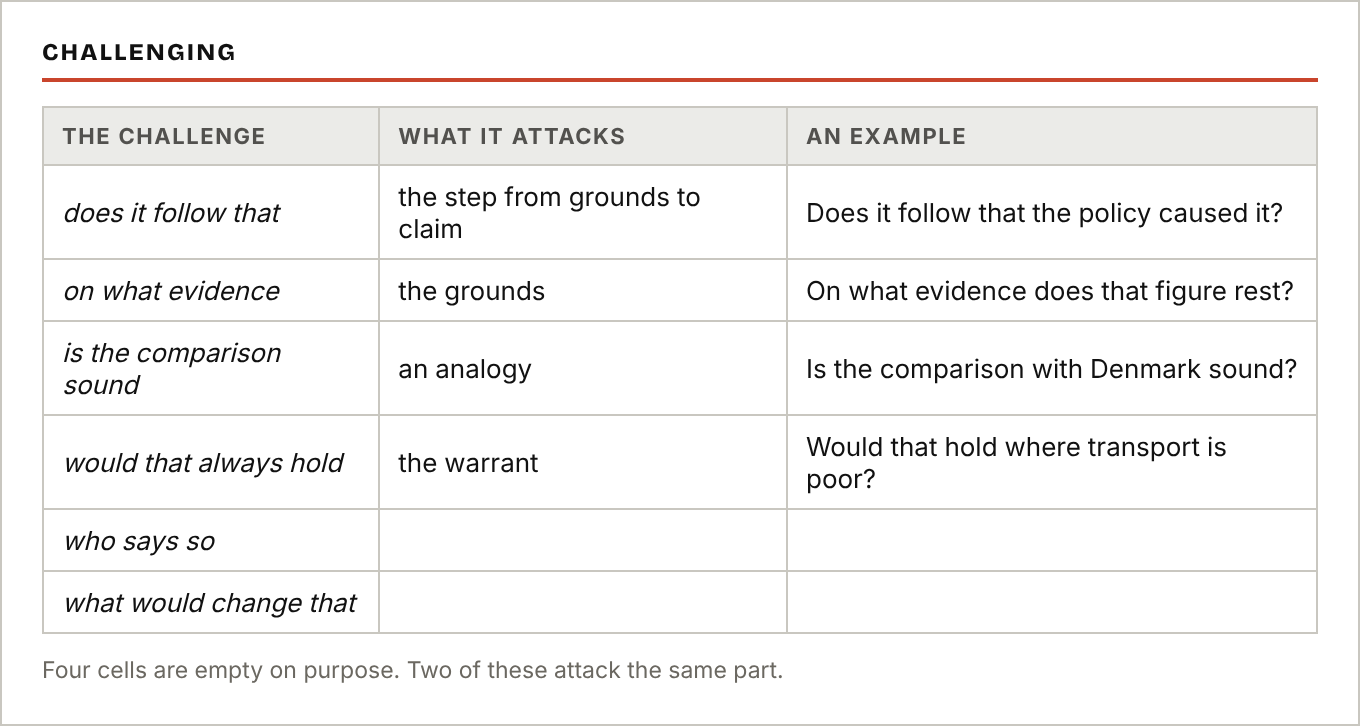 CHALLENGING
THE CHALLENGE
WHAT IT ATTACKS
AN EXAMPLE
does it follow that
the step from grounds to
claim
Does it follow that the policy caused it?
on what evidence
the grounds
On what evidence does that figure rest?
is the comparison
sound
an analogy
Is the comparison with Denmark sound?
would that always hold
the warrant
Would that hold where transport is
poor?
who says so
what would change that
Four cells are empty on purpose. Two of these attack the same part.